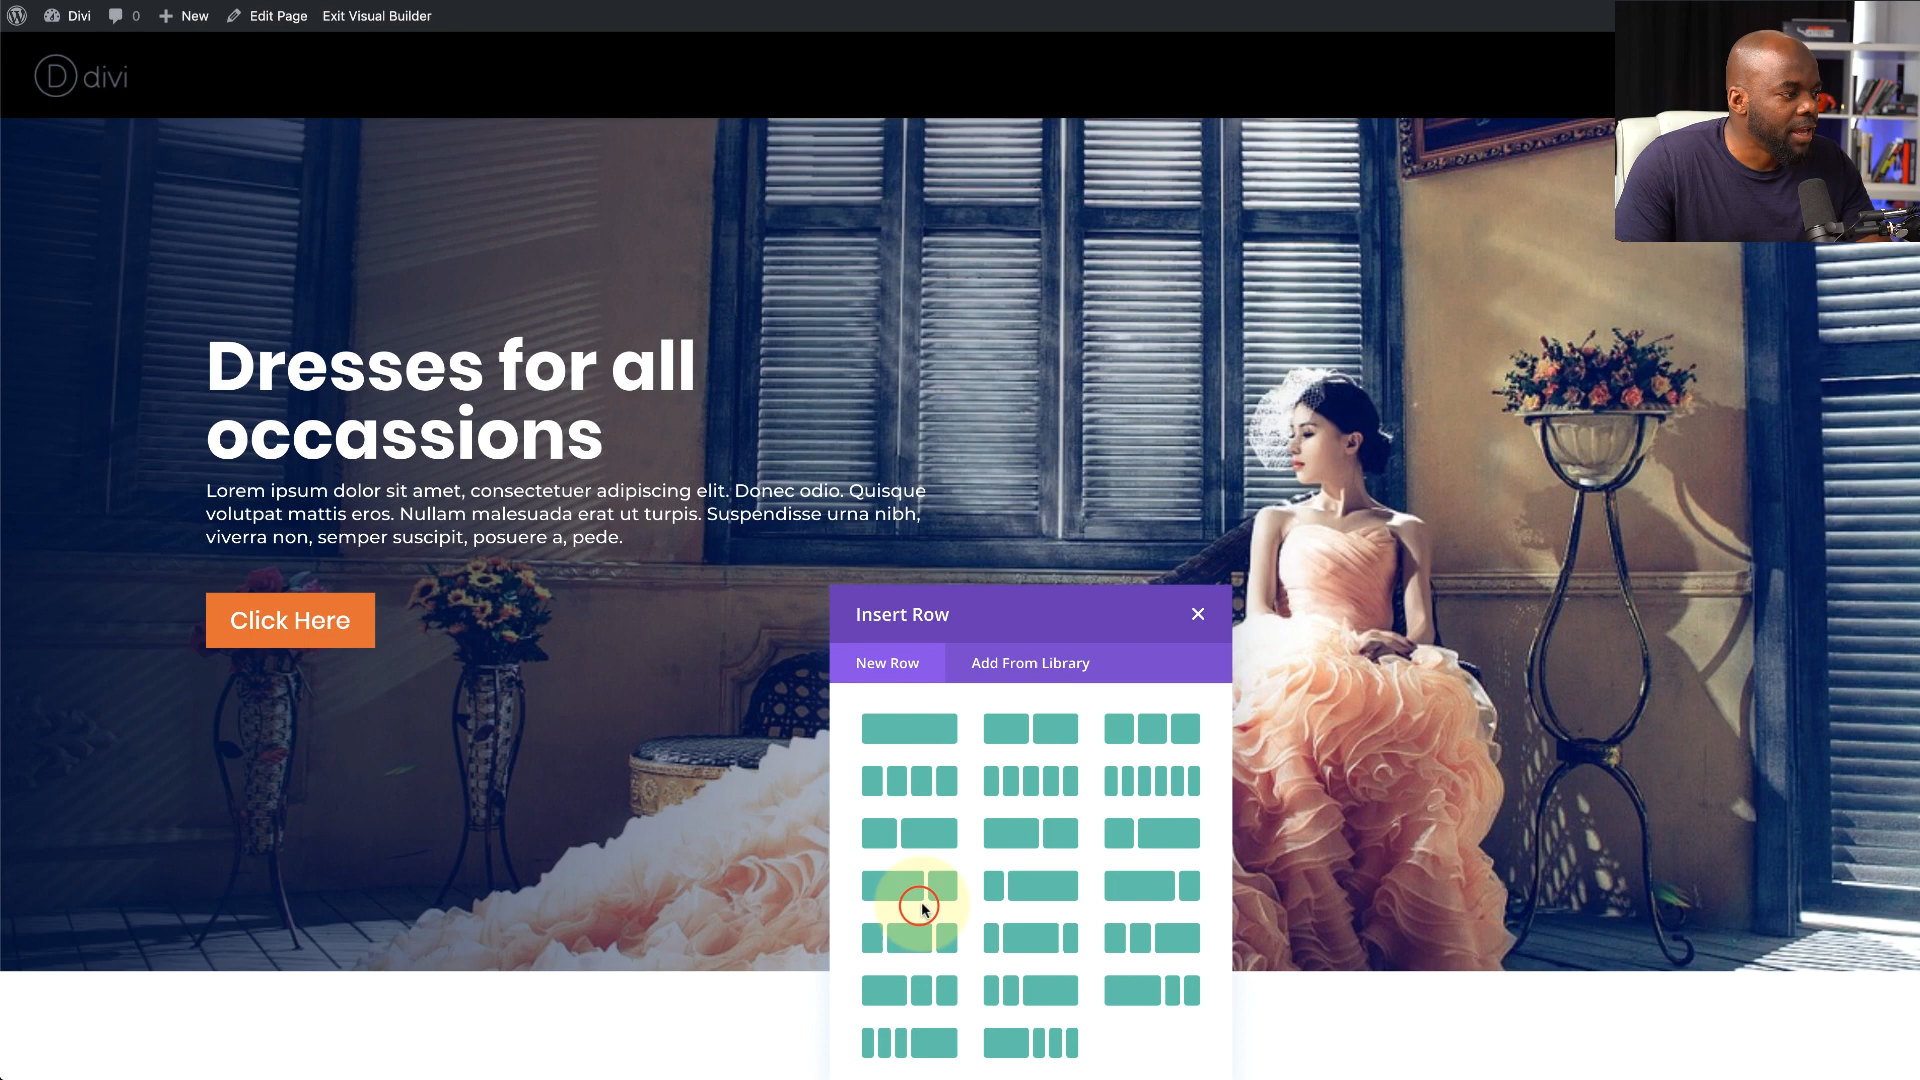 Divi
0
New
Edit Page
Exit Visual Builder
D divi
Dresses for all
occassions
Lorem ipsum dolor sit amet, consectetuer adipiscing elit. Donec odio. Quisque
volutpat mattis eros. Nullam malesuada erat ut turpis. Suspendisse urna nibh,
viverra non, semper suscipit, posuere a, pede.
Click Here
Insert Row
New Row
Add From Library